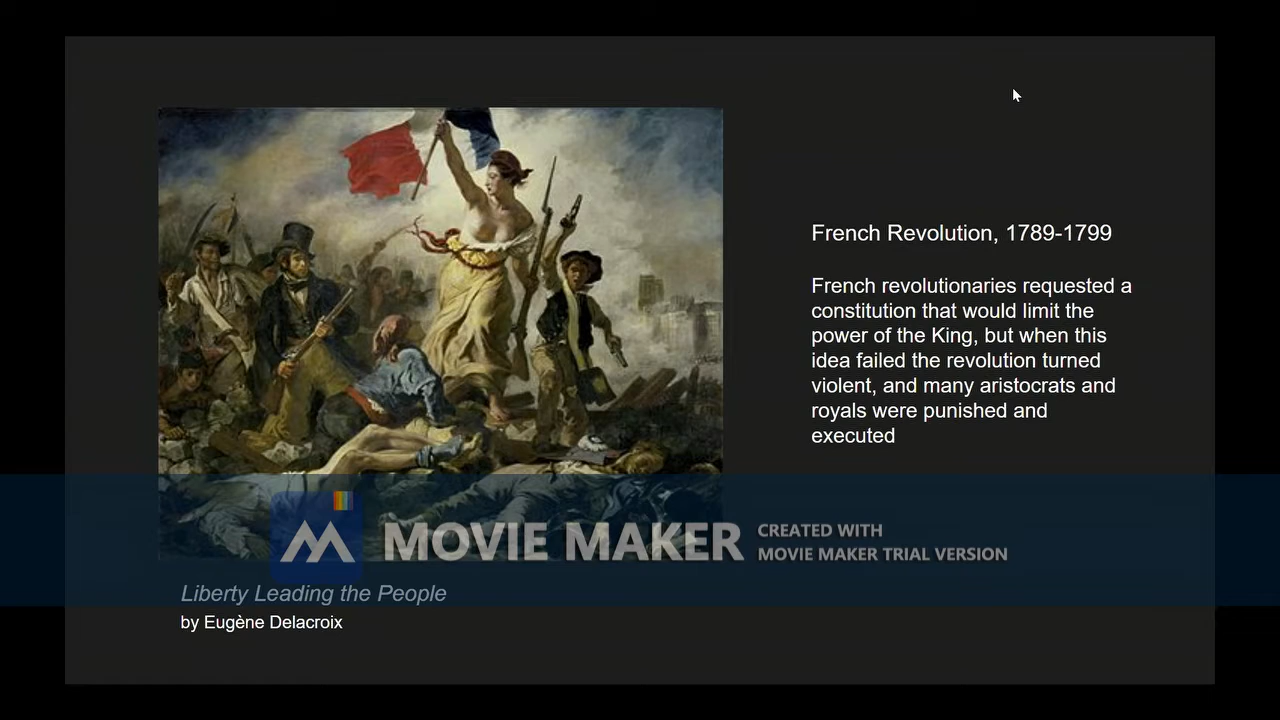 French Revolution, 1789-1799
French revolutionaries requested a
constitution that would limit the
power of the King, but when this
idea failed the revolution turned
violent, and many aristocrats and
royals were punished and
executed
MOVIE MAKER
CREATED WITH
MOVIE MAKER TRIAL VERSION
Liberty Leading the People
by Eugène Delacroix